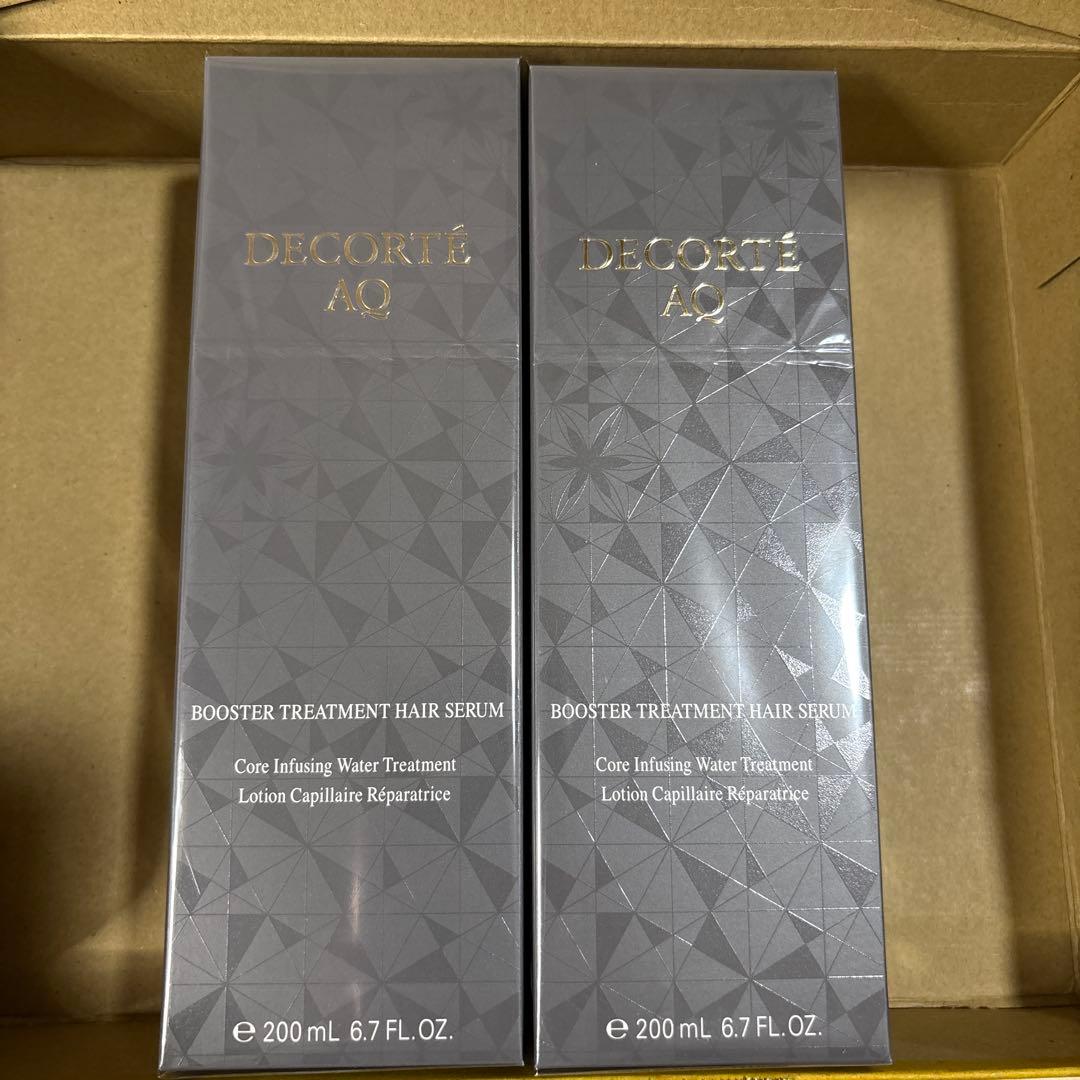 DECORTÉ
AQ
BOOSTER TREATMENT HAIR SERUM
Core Infusing Water Treatment
Lotion Capillaire Réparatrice
℮ 200 mL 6.7 FL.OZ.
DECORTÉ
AQ
BOOSTER TREATMENT HAIR SERUM
Core Infusing Water Treatment
Lotion Capillaire Réparatrice
℮ 200 mL 6.7 FL.OZ.